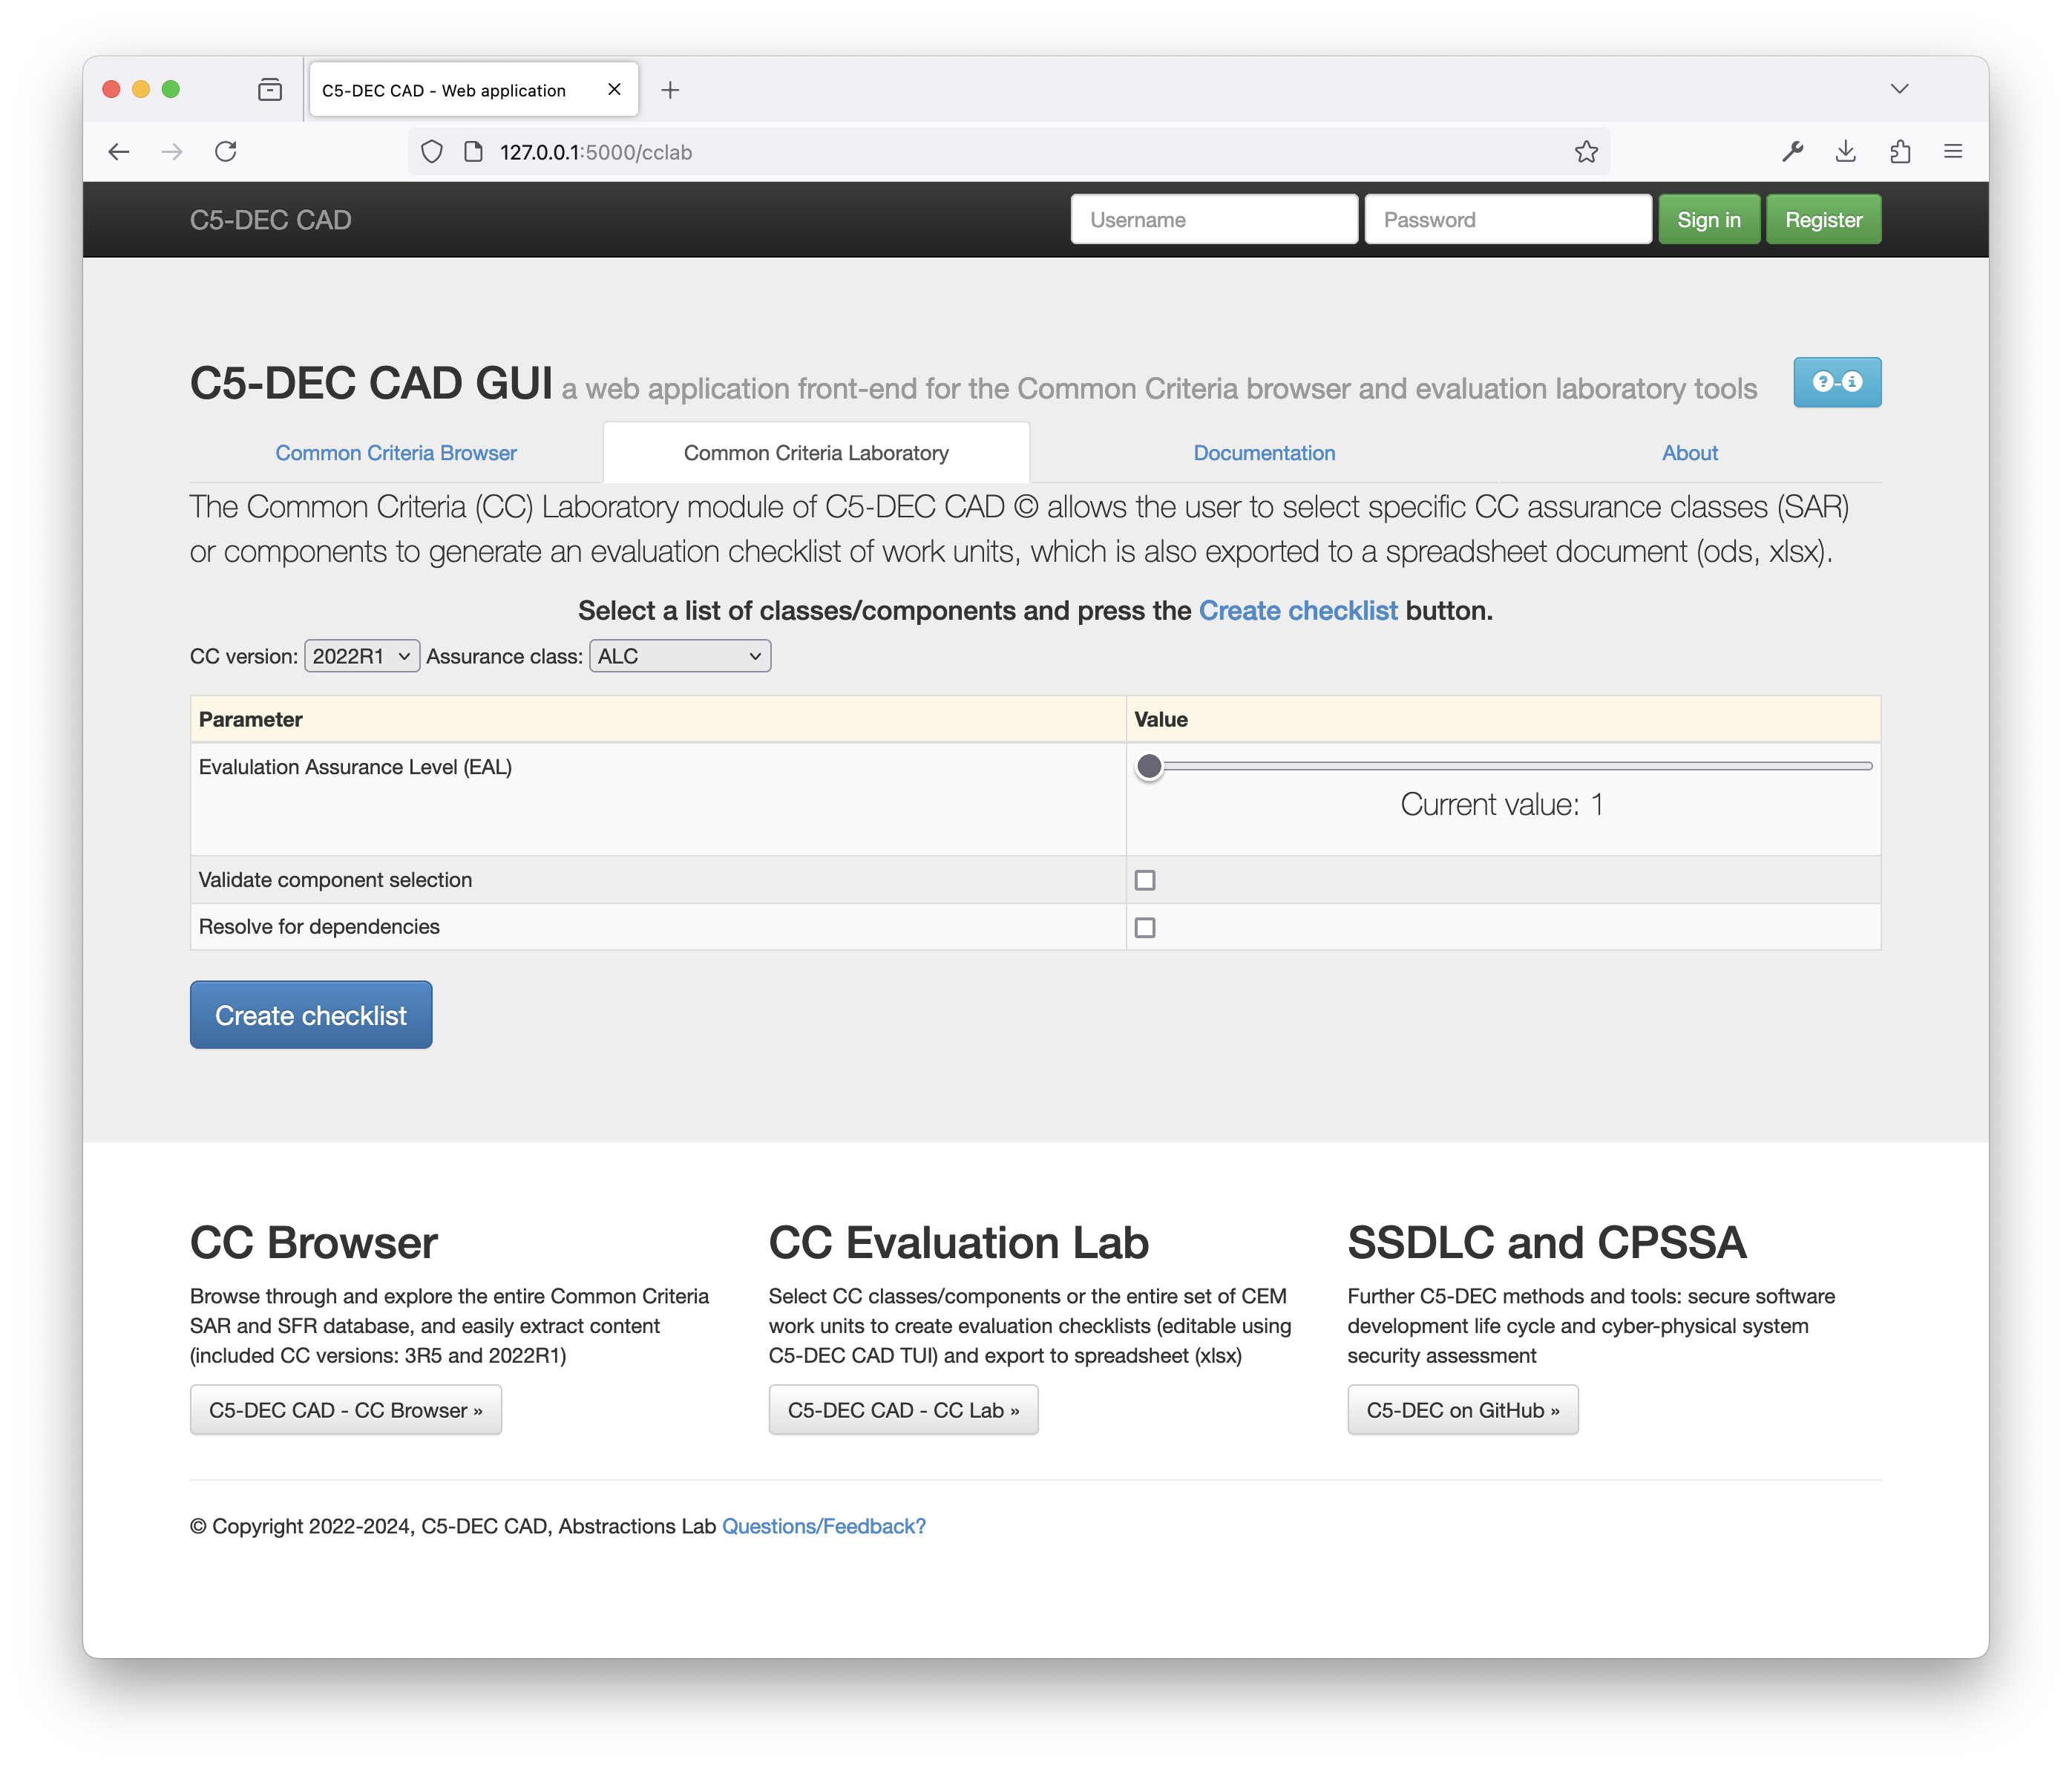 C5-DEC CAD - Web application
127.0.0.1:5000/cclab
C5-DEC CAD
Username
Password
Sign in
Register
C5-DEC CAD GUI a web application front-end for the Common Criteria browser and evaluation laboratory tools
Common Criteria Browser
Common Criteria Laboratory
Documentation
About
The Common Criteria (CC) Laboratory module of C5-DEC CAD © allows the user to select specific CC assurance classes (SAR)
or components to generate an evaluation checklist of work units, which is also exported to a spreadsheet document (ods, xlsx).
Select a list of classes/components and press the Create checklist button.
CC version: 2022R1 Assurance class: ALC
Parameter
Value
Evalulation Assurance Level (EAL)
Current value: 1
Validate component selection
Resolve for dependencies
Create checklist
CC Browser
Browse through and explore the entire Common Criteria
SAR and SFR database, and easily extract content
(included CC versions: 3R5 and 2022R1)
C5-DEC CAD - CC Browser »
CC Evaluation Lab
Select CC classes/components or the entire set of CEM
work units to create evaluation checklists (editable using
C5-DEC CAD TUI) and export to spreadsheet (xlsx)
C5-DEC CAD - CC Lab »
SSDLC and CPSSA
Further C5-DEC methods and tools: secure software
development life cycle and cyber-physical system
security assessment
C5-DEC on GitHub »
© Copyright 2022-2024, C5-DEC CAD, Abstractions Lab Questions/Feedback?